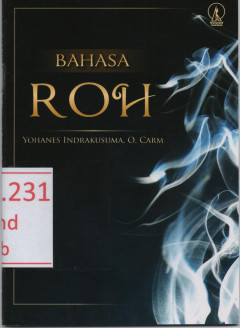 BAHASA
ROH
YOHANES INDRAKUSUMA, O. CARM
.231
nd
b